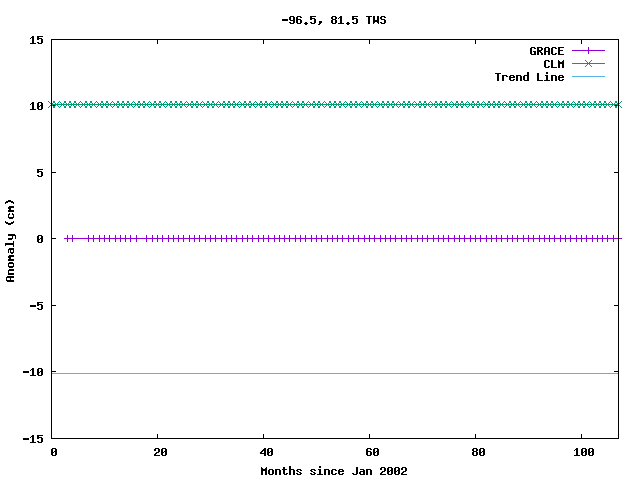 -96.5, 81.5 TWS
15
GRACE
CLM
Trend Line
10
5
0
-5
-10
-15
Anomaly (cm)
0 20 40 60 80 100
Months since Jan 2002